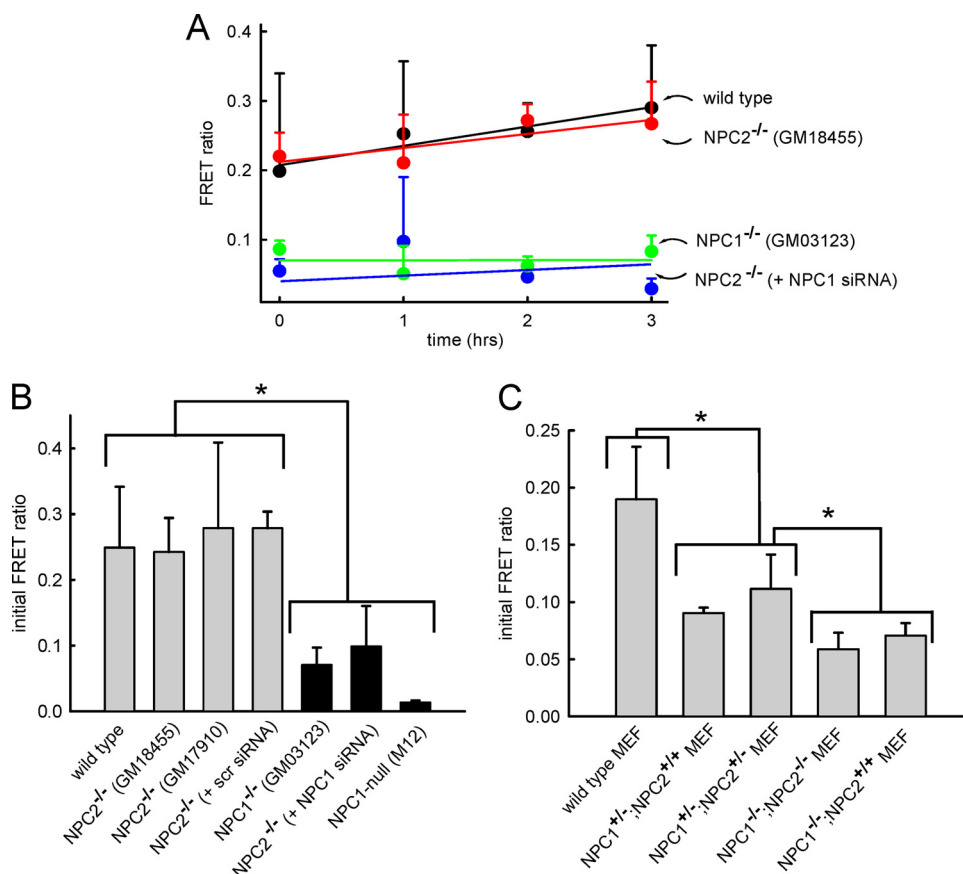 A
0.4
0.3
0.2
0.1
FRET ratio
0 1 2 3
time (hrs)
wild type
NPC2-/- (GM18455)
NPC1-/- (GM03123)
NPC2 -/- (+ NPC1 siRNA)
B
*
0.4
0.3
0.2
0.1
0.0
initial FRET ratio
wild type
NPC2-/- (GM18455)
NPC2-/- (GM17910)
NPC2-/- (+ scr siRNA)
NPC1-/- (GM03123)
NPC2-/- (+ NPC1 siRNA)
NPC1-null (M12)
C
*
*
0.25
0.20
0.15
0.10
0.05
0.00
initial FRET ratio
wild type MEF
NPC1+/-;NPC2+/+ MEF
NPC1+/-;NPC2+/- MEF
NPC1-/-;NPC2-/- MEF
NPC1-/-;NPC2+/+ MEF